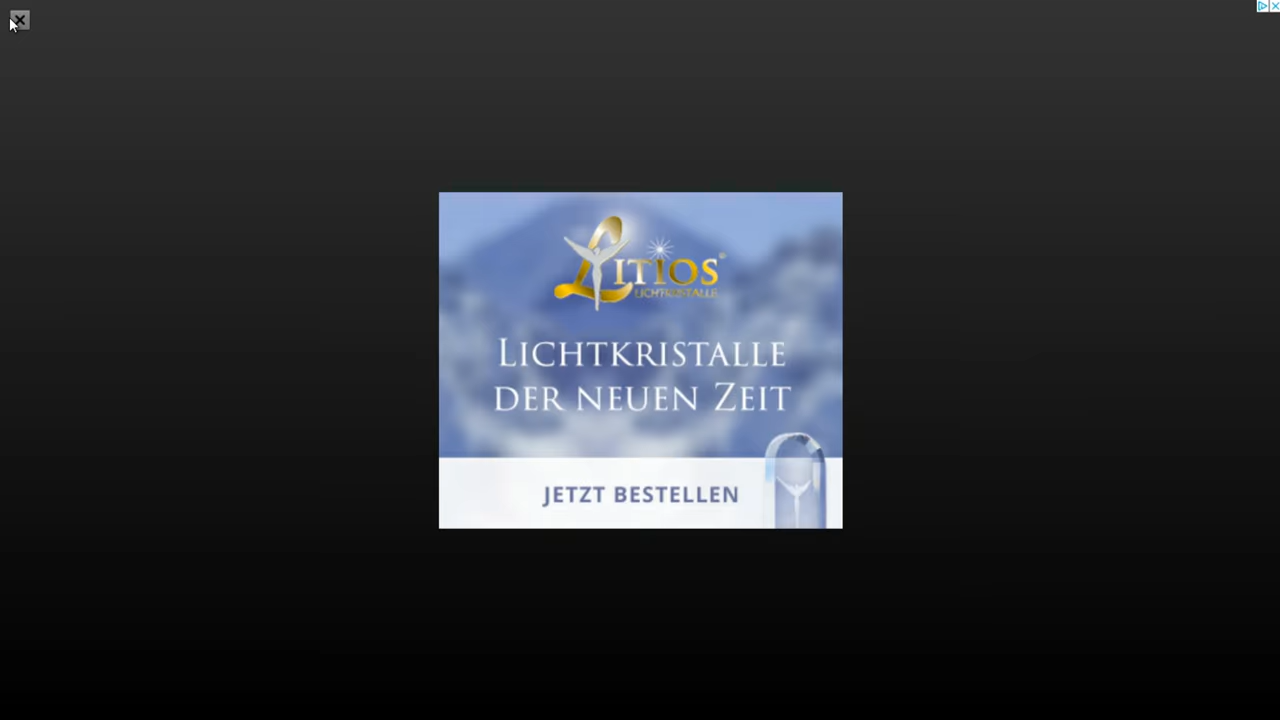 LITIOS
LICHTKRISTALLE
LICHTKRISTALLE
DER NEUEN ZEIT
JETZT BESTELLEN